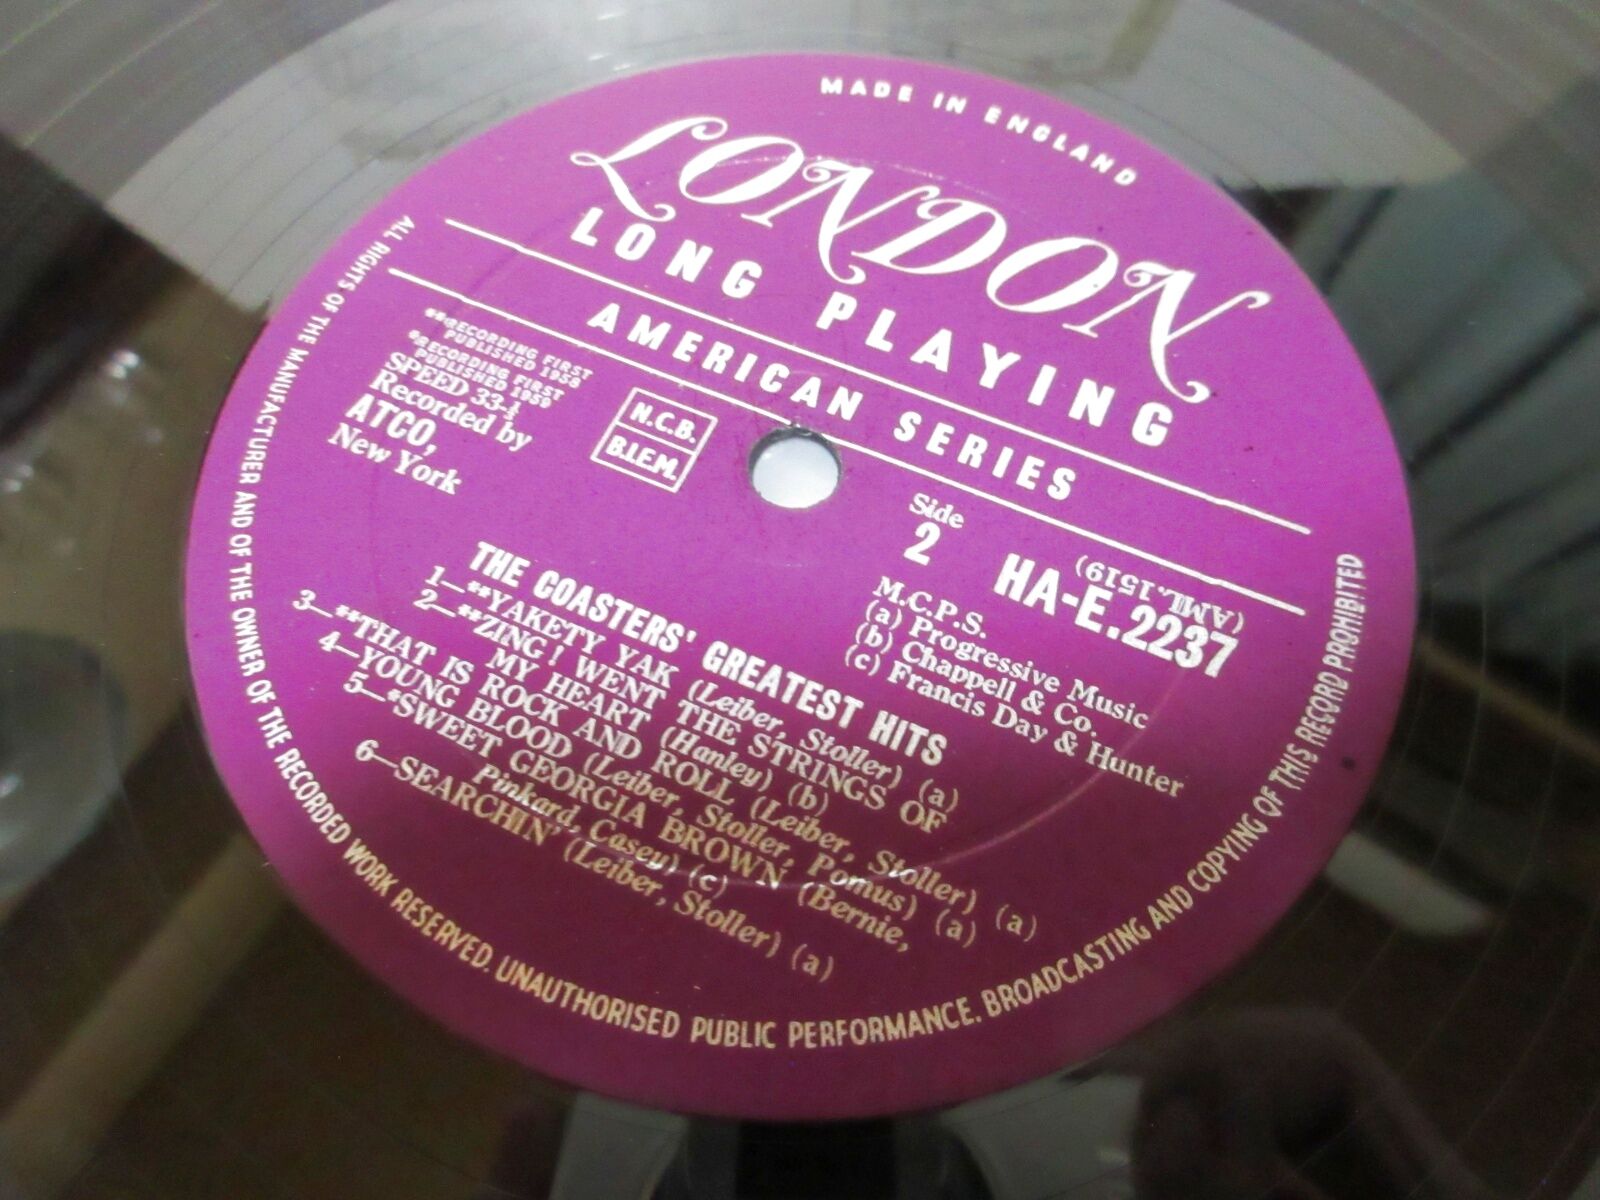 MADE IN ENGLAND
LONDON
LONG PLAYING
AMERICAN SERIES
**RECORDING FIRST
PUBLISHED 1958
*RECORDING FIRST
PUBLISHED 1959
SPEED 33-⅓
Recorded by
ATCO,
New York
N.C.B.
B.I.E.M.
Side
2
(AML.1519)
HA-E.2237
M.C.P.S.
(a) Progressive Music
(b) Chappell & Co.
(c) Francis Day & Hunter
THE COASTERS' GREATEST HITS
1—**YAKETY YAK (Leiber, Stoller) (a)
2—**ZING! WENT THE STRINGS OF
MY HEART (Hanley) (b)
3—**THAT IS ROCK AND ROLL (Leiber, Stoller) (a)
4—YOUNG BLOOD (Leiber, Stoller, Pomus) (a)
5—*SWEET GEORGIA BROWN (Bernie,
Pinkard, Casey) (c)
6—SEARCHIN' (Leiber, Stoller) (a)
ALL RIGHTS OF THE MANUFACTURER AND OF THE OWNER OF THE RECORDED WORK RESERVED. UNAUTHORISED PUBLIC PERFORMANCE. BROADCASTING AND COPYING OF THIS RECORD PROHIBITED